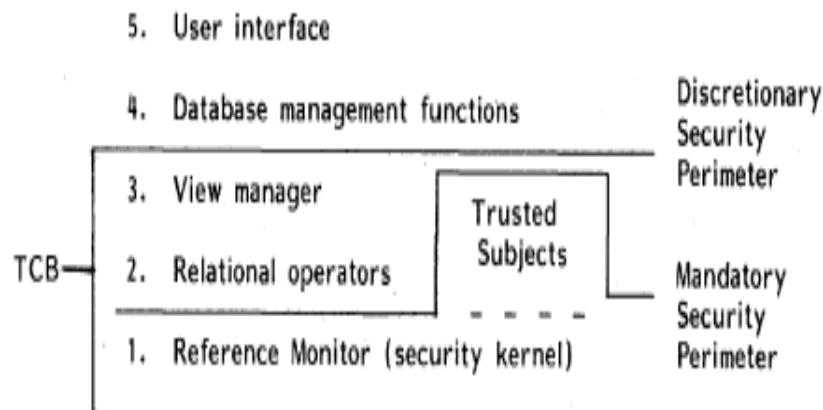 5. User interface
4. Database management functions
Discretionary
Security
Perimeter
3. View manager
Trusted
Subjects
TCB
2. Relational operators
Mandatory
Security
Perimeter
1. Reference Monitor (security kernel)